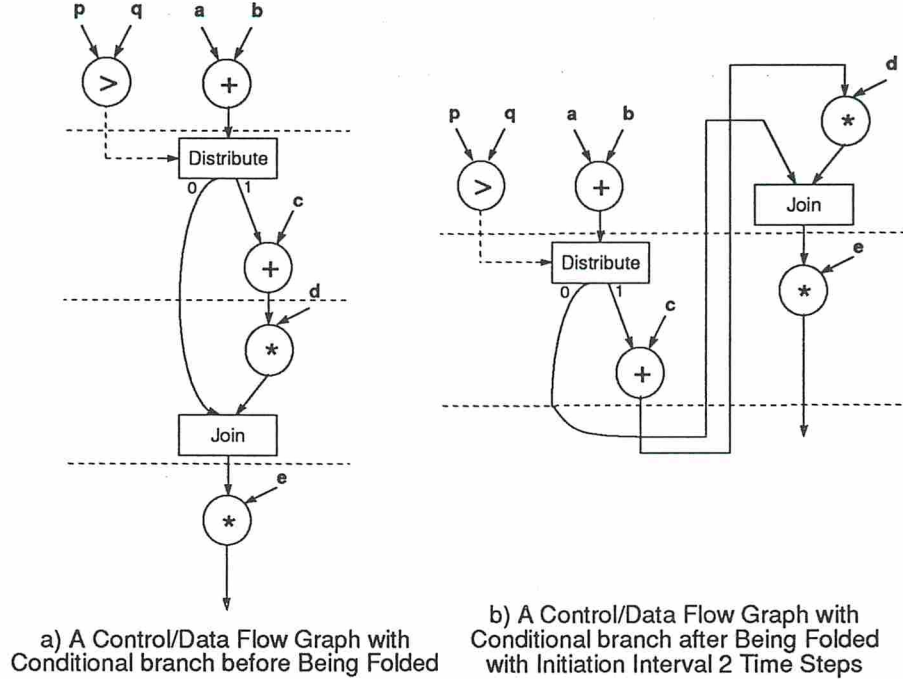 p q a b
> +
Distribute
0 1
c
+
d
*
Join
e
*
a) A Control/Data Flow Graph with
Conditional branch before Being Folded
d
*
p q a b
> +
Join
Distribute
e
*
0 1
c
+
b) A Control/Data Flow Graph with
Conditional branch after Being Folded
with Initiation Interval 2 Time Steps